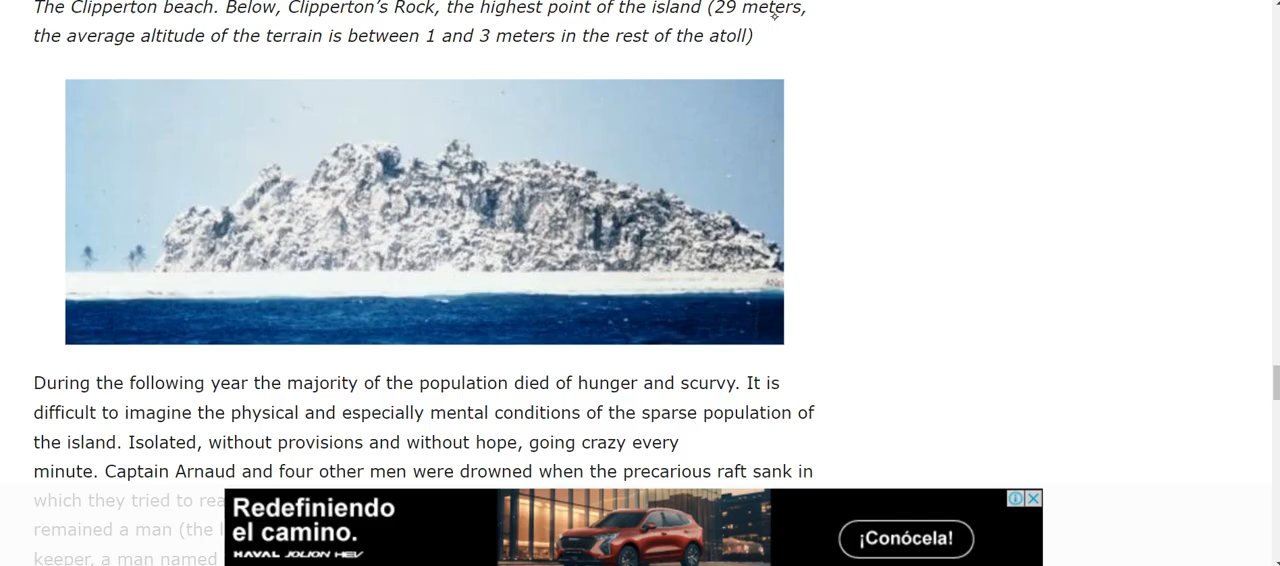 The Clipperton beach. Below, Clipperton’s Rock, the highest point of the island (29 meters,
the average altitude of the terrain is between 1 and 3 meters in the rest of the atoll)
During the following year the majority of the population died of hunger and scurvy. It is
difficult to imagine the physical and especially mental conditions of the sparse population of
the island. Isolated, without provisions and without hope, going crazy every
minute. Captain Arnaud and four other men were drowned when the precarious raft sank in
which they tried to
remained a man (the
keeper, a man named
Redefiniendo
el camino.
HAVAL JOLION HEV
¡Conócela!